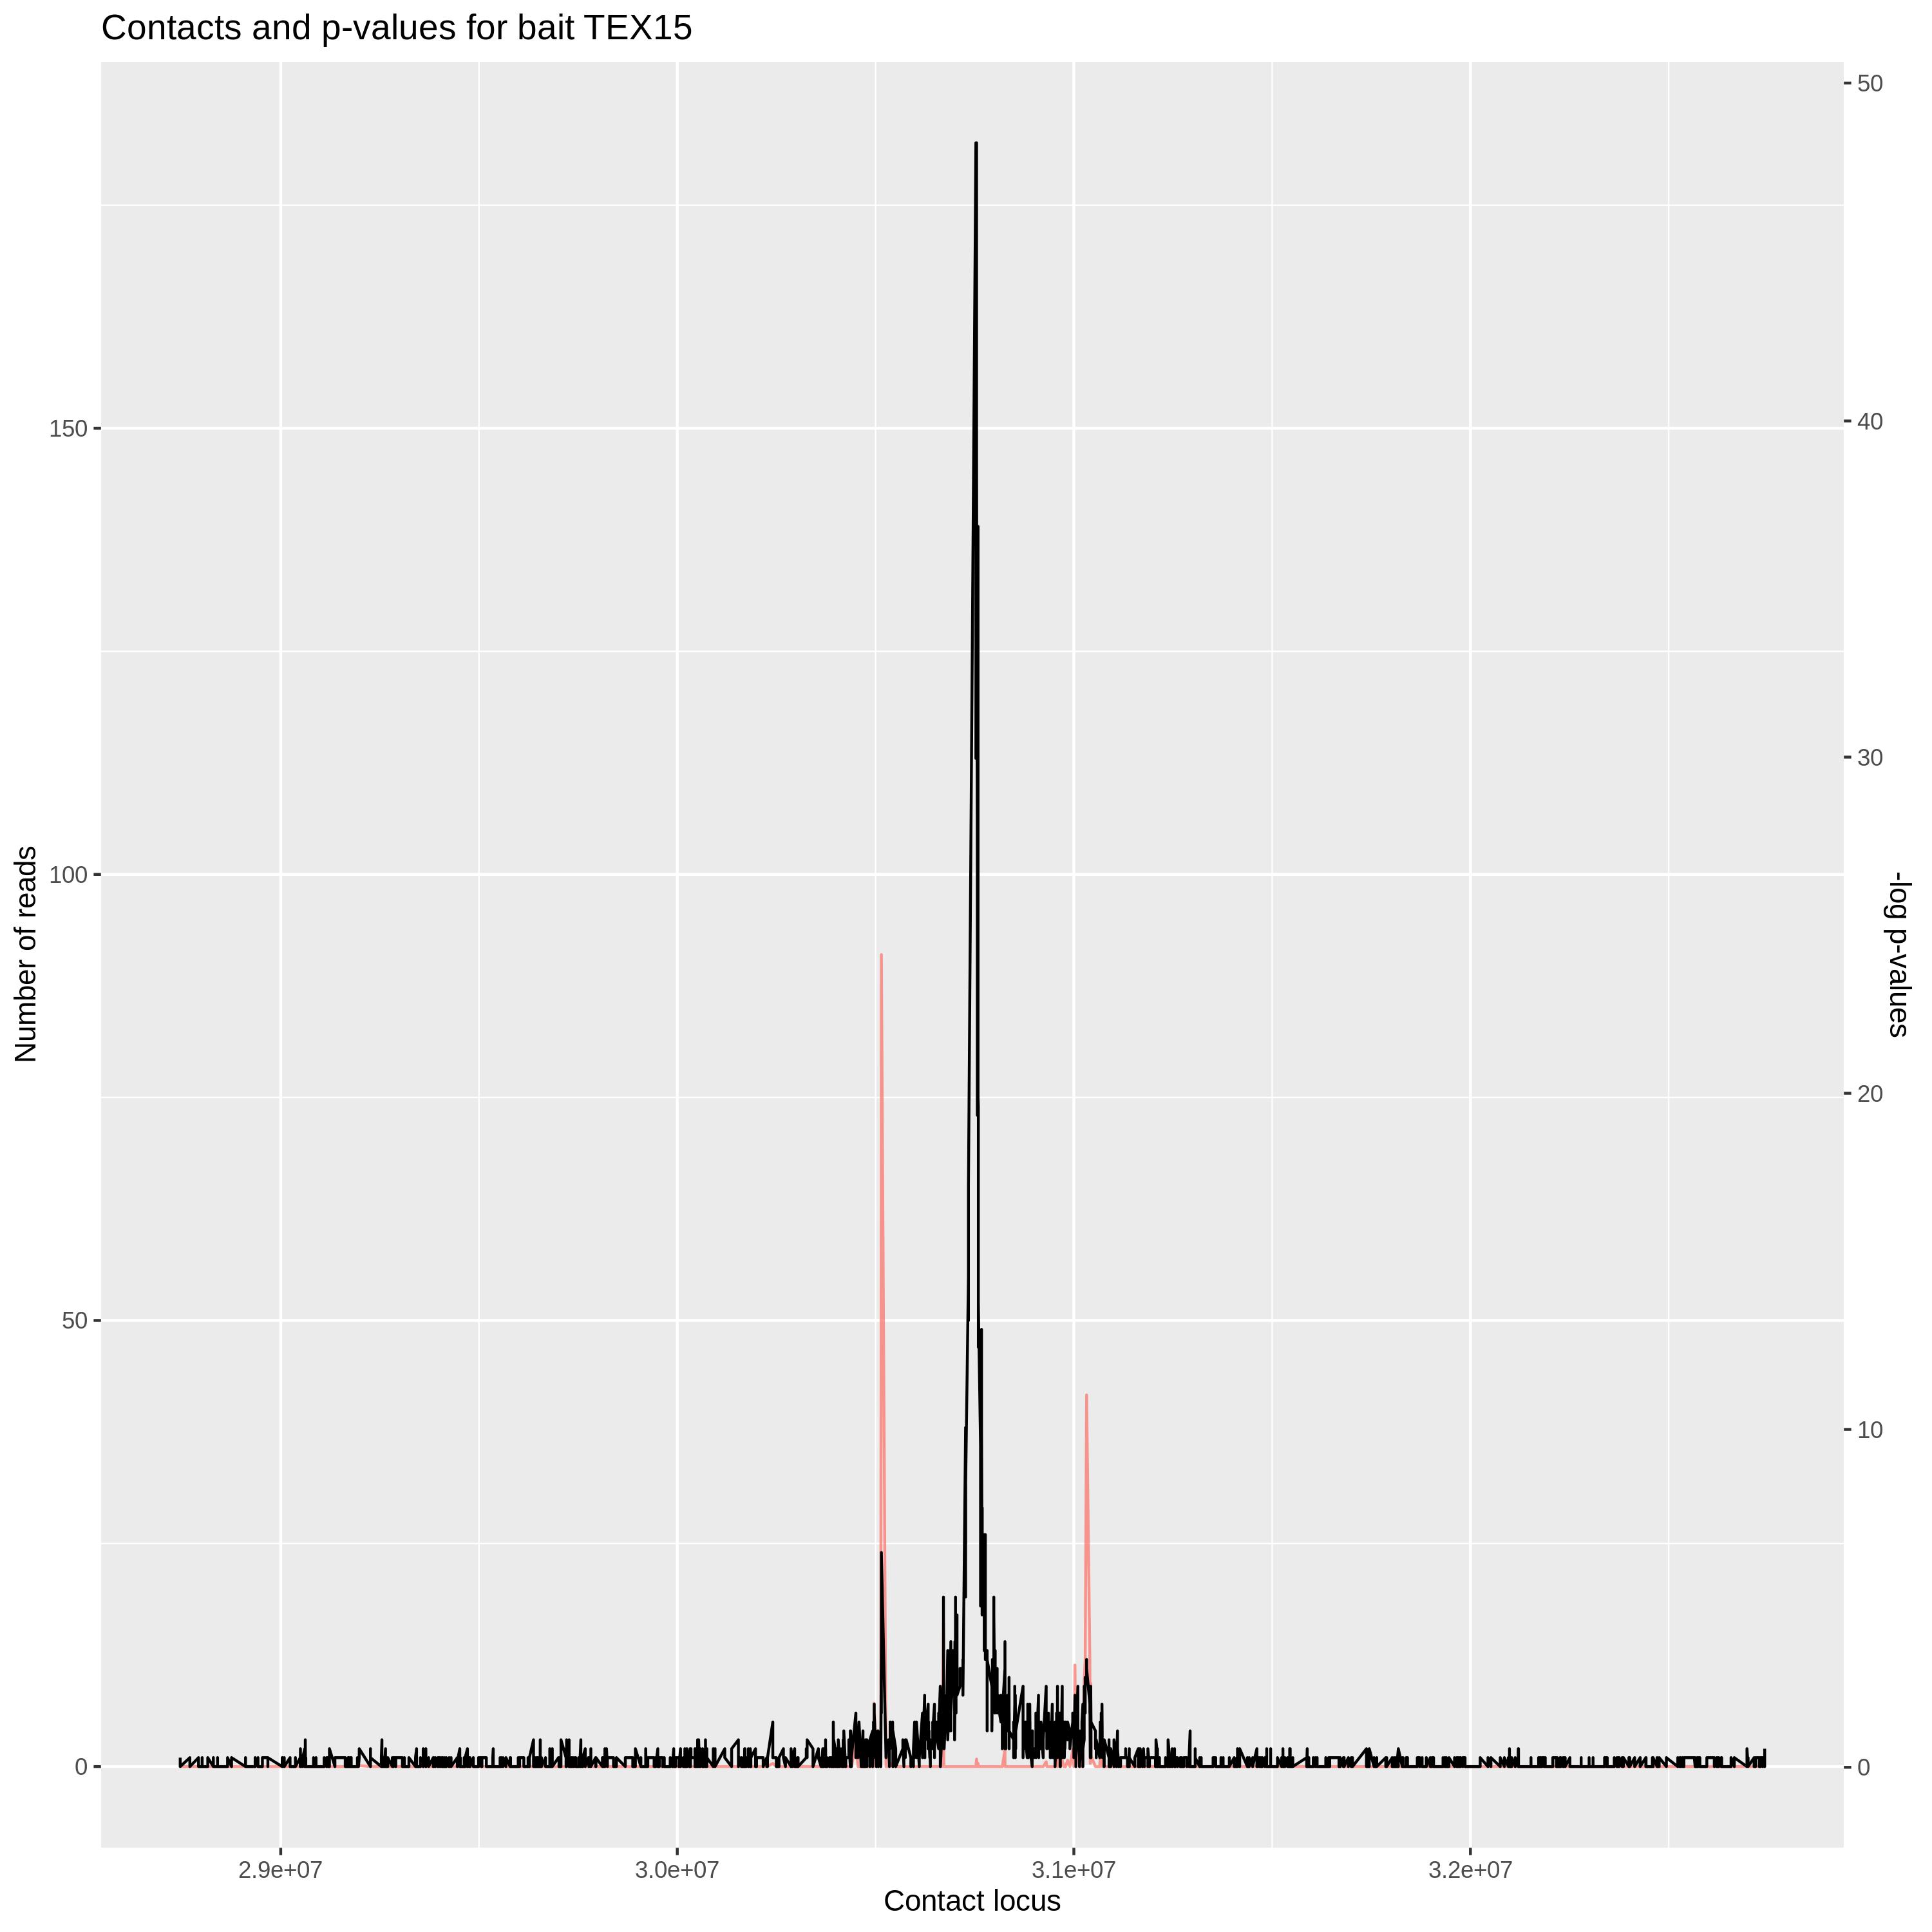 Contacts and p-values for bait TEX15
50
150
40
30
100
Number of reads
-log p-values
20
50
10
0
0
2.9e+07
3.0e+07
3.1e+07
3.2e+07
Contact locus